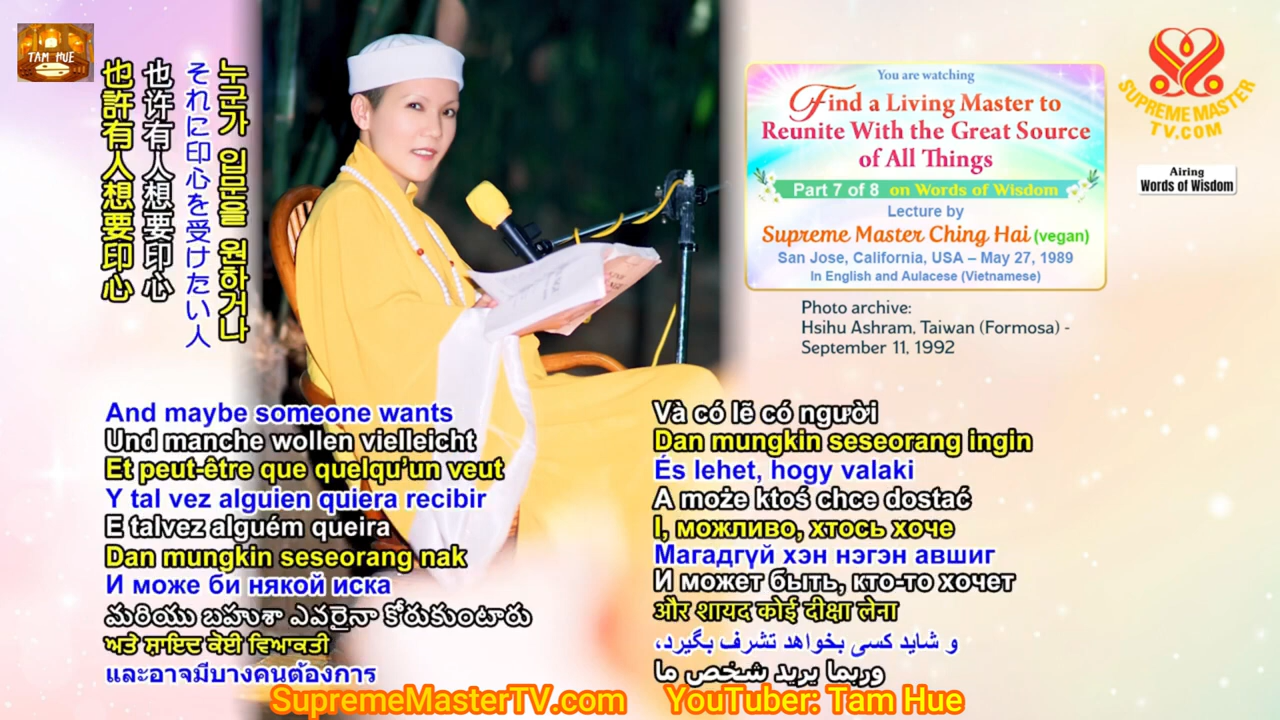 TAM HUE
也許有人想要印心
也许有人想要印心
それに印心を受けたい人
누군가 입문을 원하거나
You are watching
Find a Living Master to
Reunite With the Great Source
of All Things
Part 7 of 8 on Words of Wisdom
Lecture by
Supreme Master Ching Hai (vegan)
San Jose, California, USA – May 27, 1989
In English and Aulacese (Vietnamese)
Photo archive:
Hsihu Ashram, Taiwan (Formosa) -
September 11, 1992
SUPREME MASTER
TV.COM
Airing
Words of Wisdom
And maybe someone wants
Und manche wollen vielleicht
Et peut-être que quelqu’un veut
Y tal vez alguien quiera recibir
E talvez alguém queira
Dan mungkin seseorang nak
И може би някой иска
మరియు బహుశా ఎవరైనా కోరుకుంటారు
ਅਤੇ ਸ਼ਾਇਦ ਕੋਈ ਵਿਆਕਤੀ
และอาจมีบางคนต้องการ
Và có lẽ có người
Dan mungkin seseorang ingin
És lehet, hogy valaki
A może ktoś chce dostać
І, можливо, хтось хоче
Магадгүй хэн нэгэн авшиг
И может быть, кто-то хочет
और शायद कोई दीक्षा लेना
و شاید کسی بخواهد تشرف بگیرد،
وربما يريد شخص ما
SupremeMasterTV.com YouTuber: Tam Hue